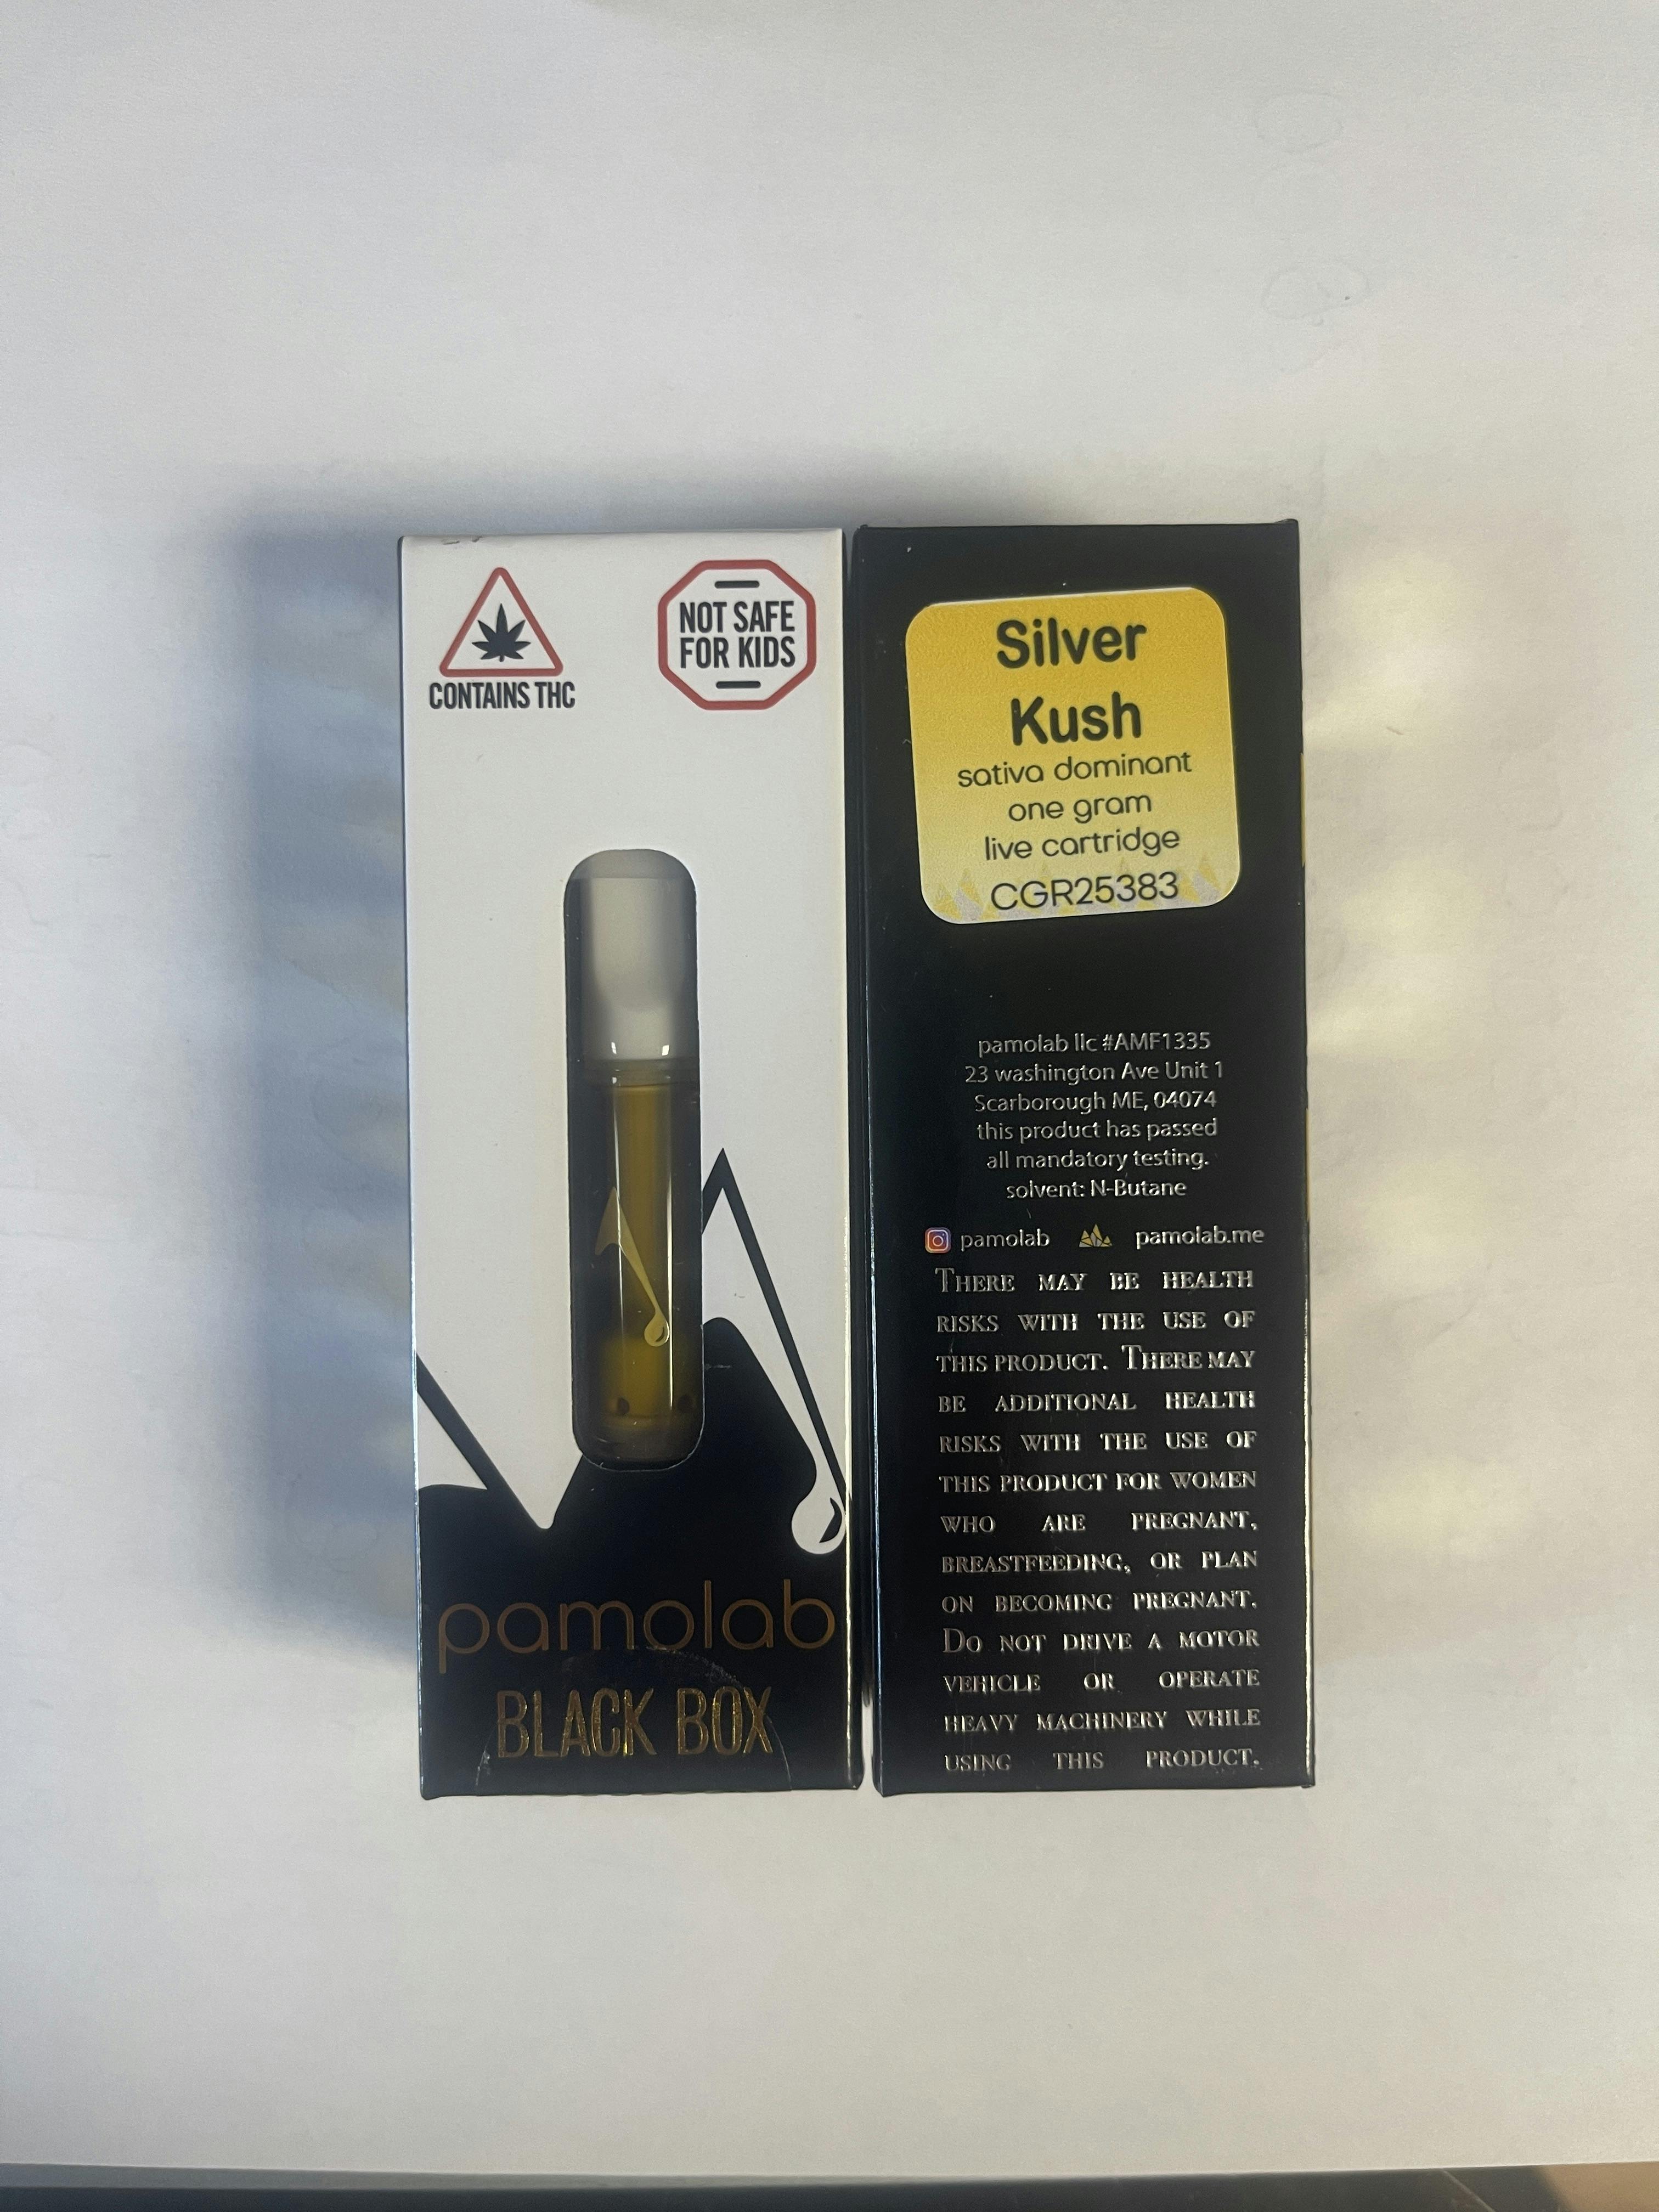 CONTAINS THC
NOT SAFE
FOR KIDS
pamolab
BLACK BOX
Silver
Kush
sativa dominant
one gram
live cartridge
CGR25383
pamolab llc #AMF1335
23 washington Ave Unit 1
Scarborough ME, 04074
this product has passed
all mandatory testing.
solvent: N-Butane
pamolab pamolab.me
THERE MAY BE HEALTH
RISKS WITH THE USE OF
THIS PRODUCT. THERE MAY
BE ADDITIONAL HEALTH
RISKS WITH THE USE OF
THIS PRODUCT FOR WOMEN
WHO ARE PREGNANT,
BREASTFEEDING, OR PLAN
ON BECOMING PREGNANT.
DO NOT DRIVE A MOTOR
VEHICLE OR OPERATE
HEAVY MACHINERY WHILE
USING THIS PRODUCT.